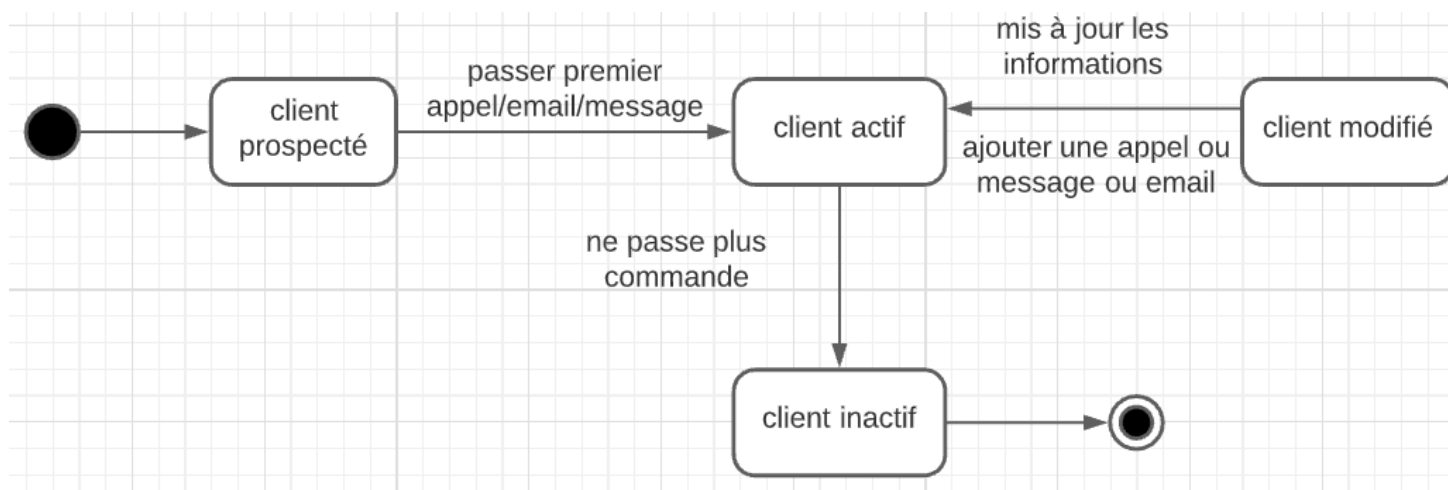 client
prospecté
passer premier
appel/email/message
client actif
mis à jour les
informations
ajouter une appel ou
message ou email
client modifié
ne passe plus
commande
client inactif